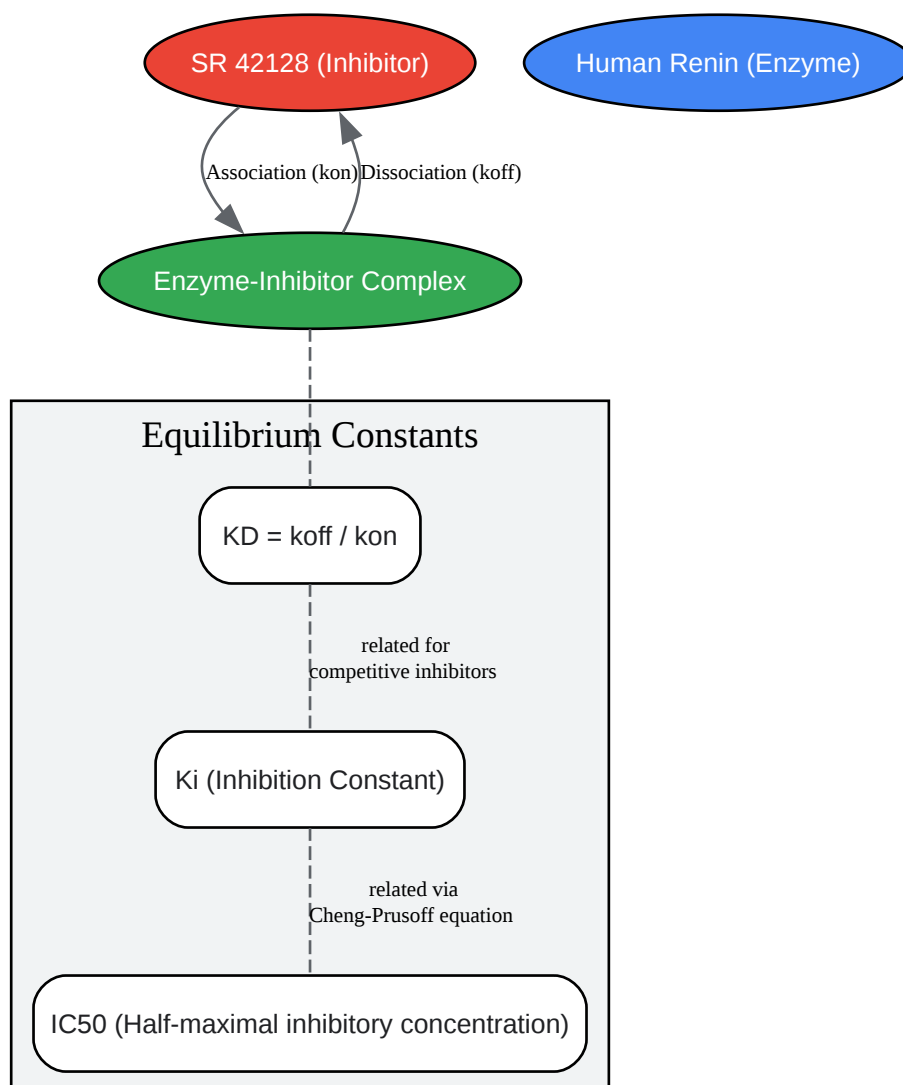 SR 42128 (Inhibitor)
Human Renin (Enzyme)
Association (kon)
Dissociation (koff)
Enzyme-Inhibitor Complex
Equilibrium Constants
KD = koff / kon
related for
competitive inhibitors
Ki (Inhibition Constant)
related via
Cheng-Prusoff equation
IC50 (Half-maximal inhibitory concentration)